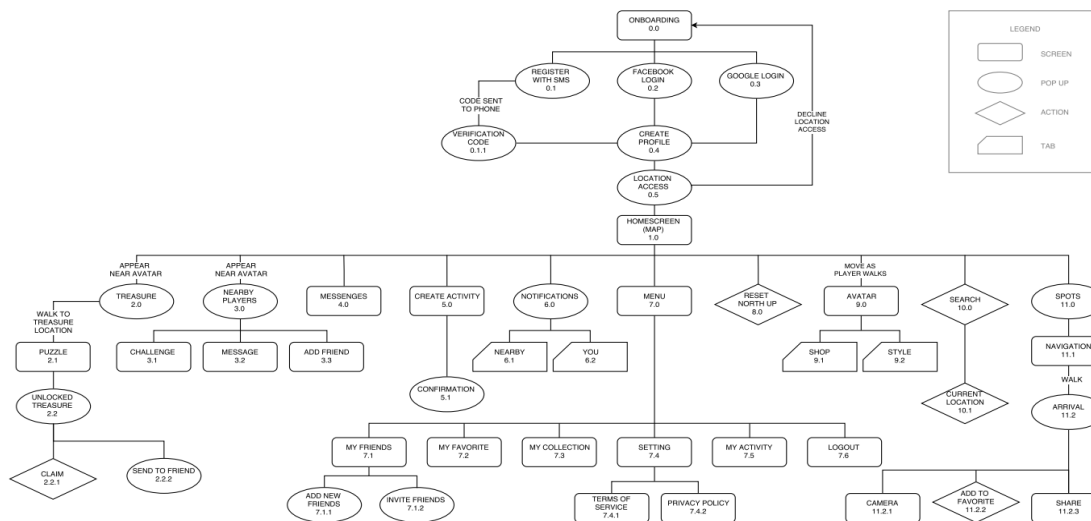 ONBOARDING
0.0
LEGEND
SCREEN
POP UP
ACTION
TAB
REGISTER
WITH SMS
0.1
FACEBOOK
LOGIN
0.2
GOOGLE LOGIN
0.3
CODE SENT
TO PHONE
DECLINE
LOCATION
ACCESS
VERIFICATION
CODE
0.1.1
CREATE
PROFILE
0.4
LOCATION
ACCESS
0.5
HOMESCREEN
(MAP)
1.0
APPEAR
NEAR AVATAR
APPEAR
NEAR AVATAR
MOVE AS
PLAYER WALKS
TREASURE
2.0
NEARBY
PLAYERS
3.0
MESSENGES
4.0
CREATE ACTIVITY
5.0
NOTIFICATIONS
6.0
MENU
7.0
RESET
NORTH UP
8.0
AVATAR
9.0
SEARCH
10.0
SPOTS
11.0
WALK TO
TREASURE
LOCATION
PUZZLE
2.1
CHALLENGE
3.1
MESSAGE
3.2
ADD FRIEND
3.3
NEARBY
6.1
YOU
6.2
SHOP
9.1
STYLE
9.2
NAVIGATION
11.1
WALK
UNLOCKED
TREASURE
2.2
CONFIRMATION
5.1
CURRENT
LOCATION
10.1
ARRIVAL
11.2
MY FRIENDS
7.1
MY FAVORITE
7.2
MY COLLECTION
7.3
SETTING
7.4
MY ACTIVITY
7.5
LOGOUT
7.6
CLAIM
2.2.1
SEND TO FRIEND
2.2.2
ADD NEW
FRIENDS
7.1.1
INVITE FRIENDS
7.1.2
TERMS OF
SERVICE
7.4.1
PRIVACY POLICY
7.4.2
CAMERA
11.2.1
ADD TO
FAVORITE
11.2.2
SHARE
11.2.3